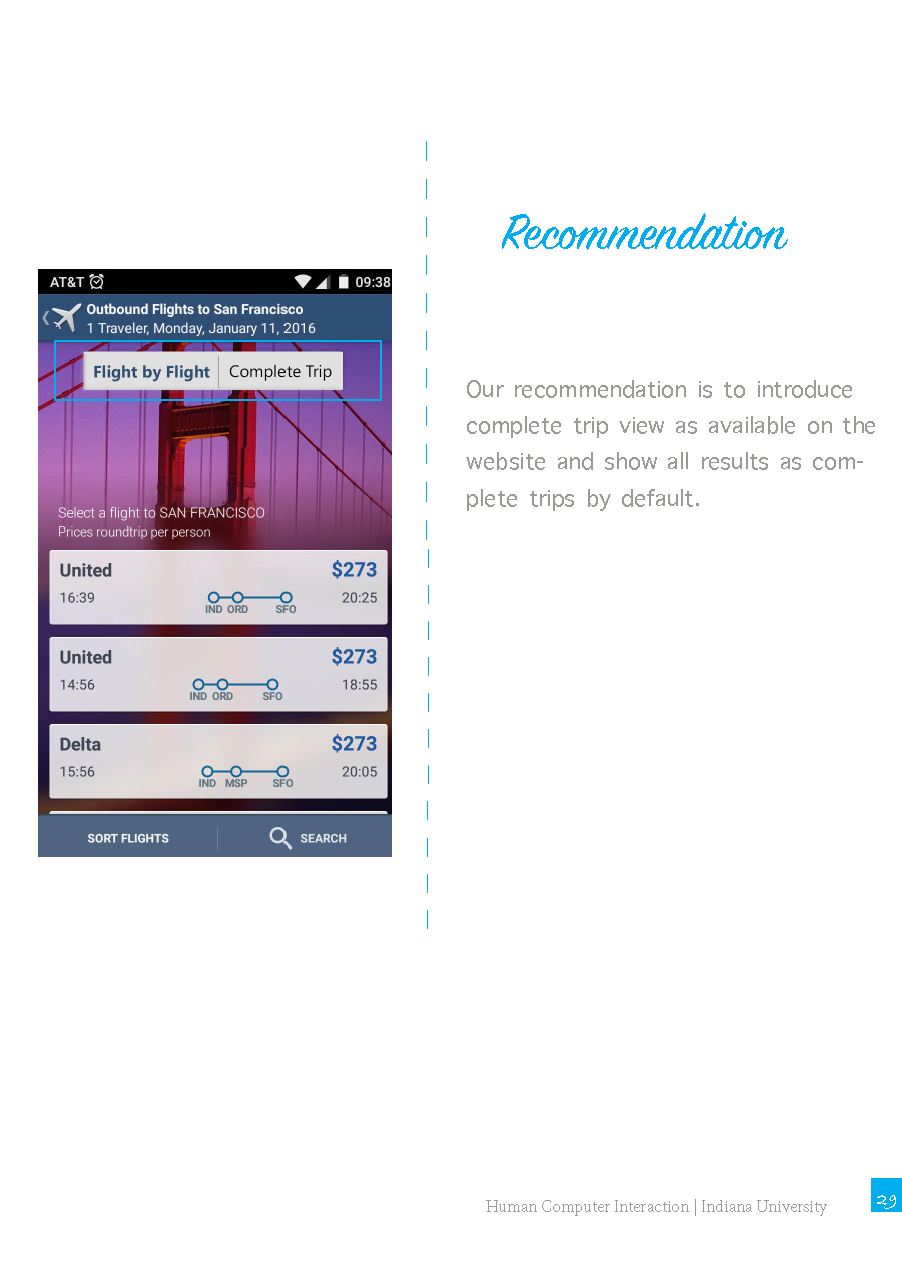 Recommendation
AT&T 09:38
Outbound Flights to San Francisco
1 Traveler, Monday, January 11, 2016
Flight by Flight Complete Trip
Select a flight to SAN FRANCISCO
Prices roundtrip per person
United $273
16:39 20:25
IND ORD SFO
United $273
14:56 18:55
IND ORD SFO
Delta $273
15:56 20:05
IND MSP SFO
SORT FLIGHTS SEARCH
Our recommendation is to introduce
complete trip view as available on the
website and show all results as com-
plete trips by default.
Human Computer Interaction | Indiana University 29